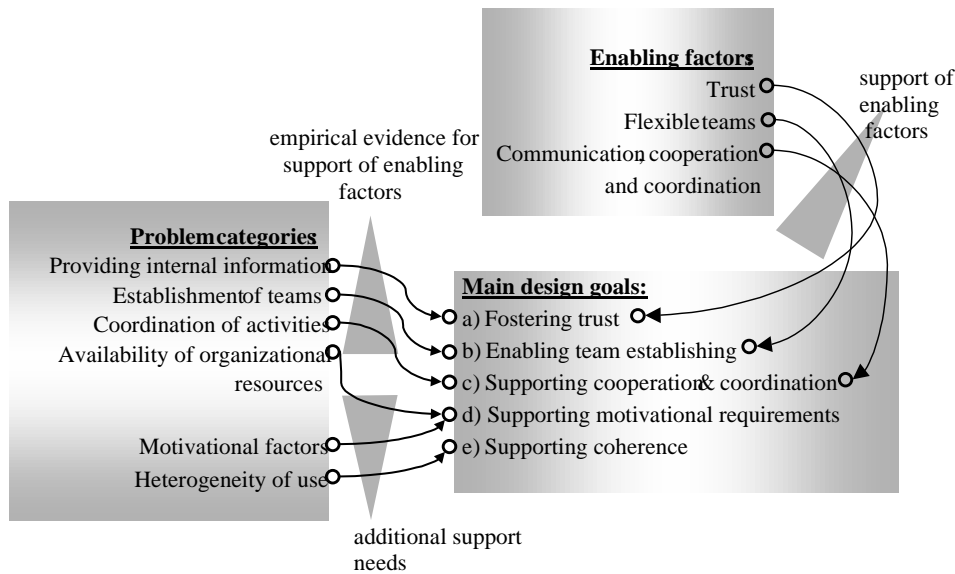 Enabling factors:
Trust
Flexible teams
Communication, cooperation
and coordination
support of
enabling
factors
empirical evidence for
support of enabling
factors
Problem categories:
Providing internal information
Establishment of teams
Coordination of activities
Availability of organizational
resources
Motivational factors
Heterogeneity of use
Main design goals:
a) Fostering trust
b) Enabling team establishing
c) Supporting cooperation & coordination
d) Supporting motivational requirements
e) Supporting coherence
additional support
needs